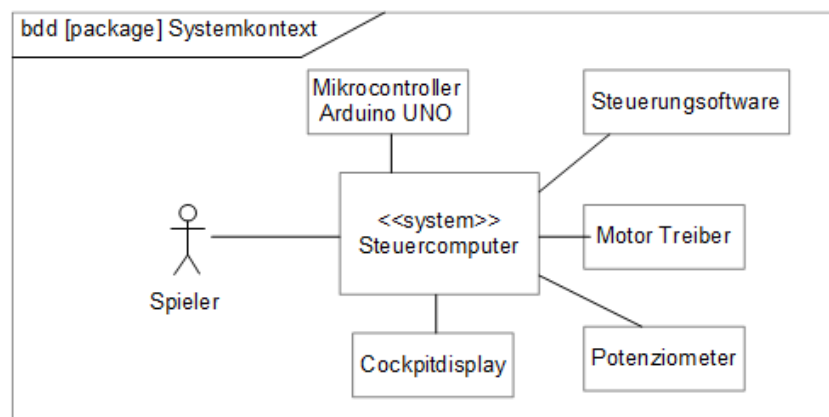 bdd [package] Systemkontext
Mikrocontroller
Arduino UNO
Steuerungsoftware
<<system>>
Steuercomputer
Motor Treiber
Spieler
Cockpitdisplay
Potenziometer